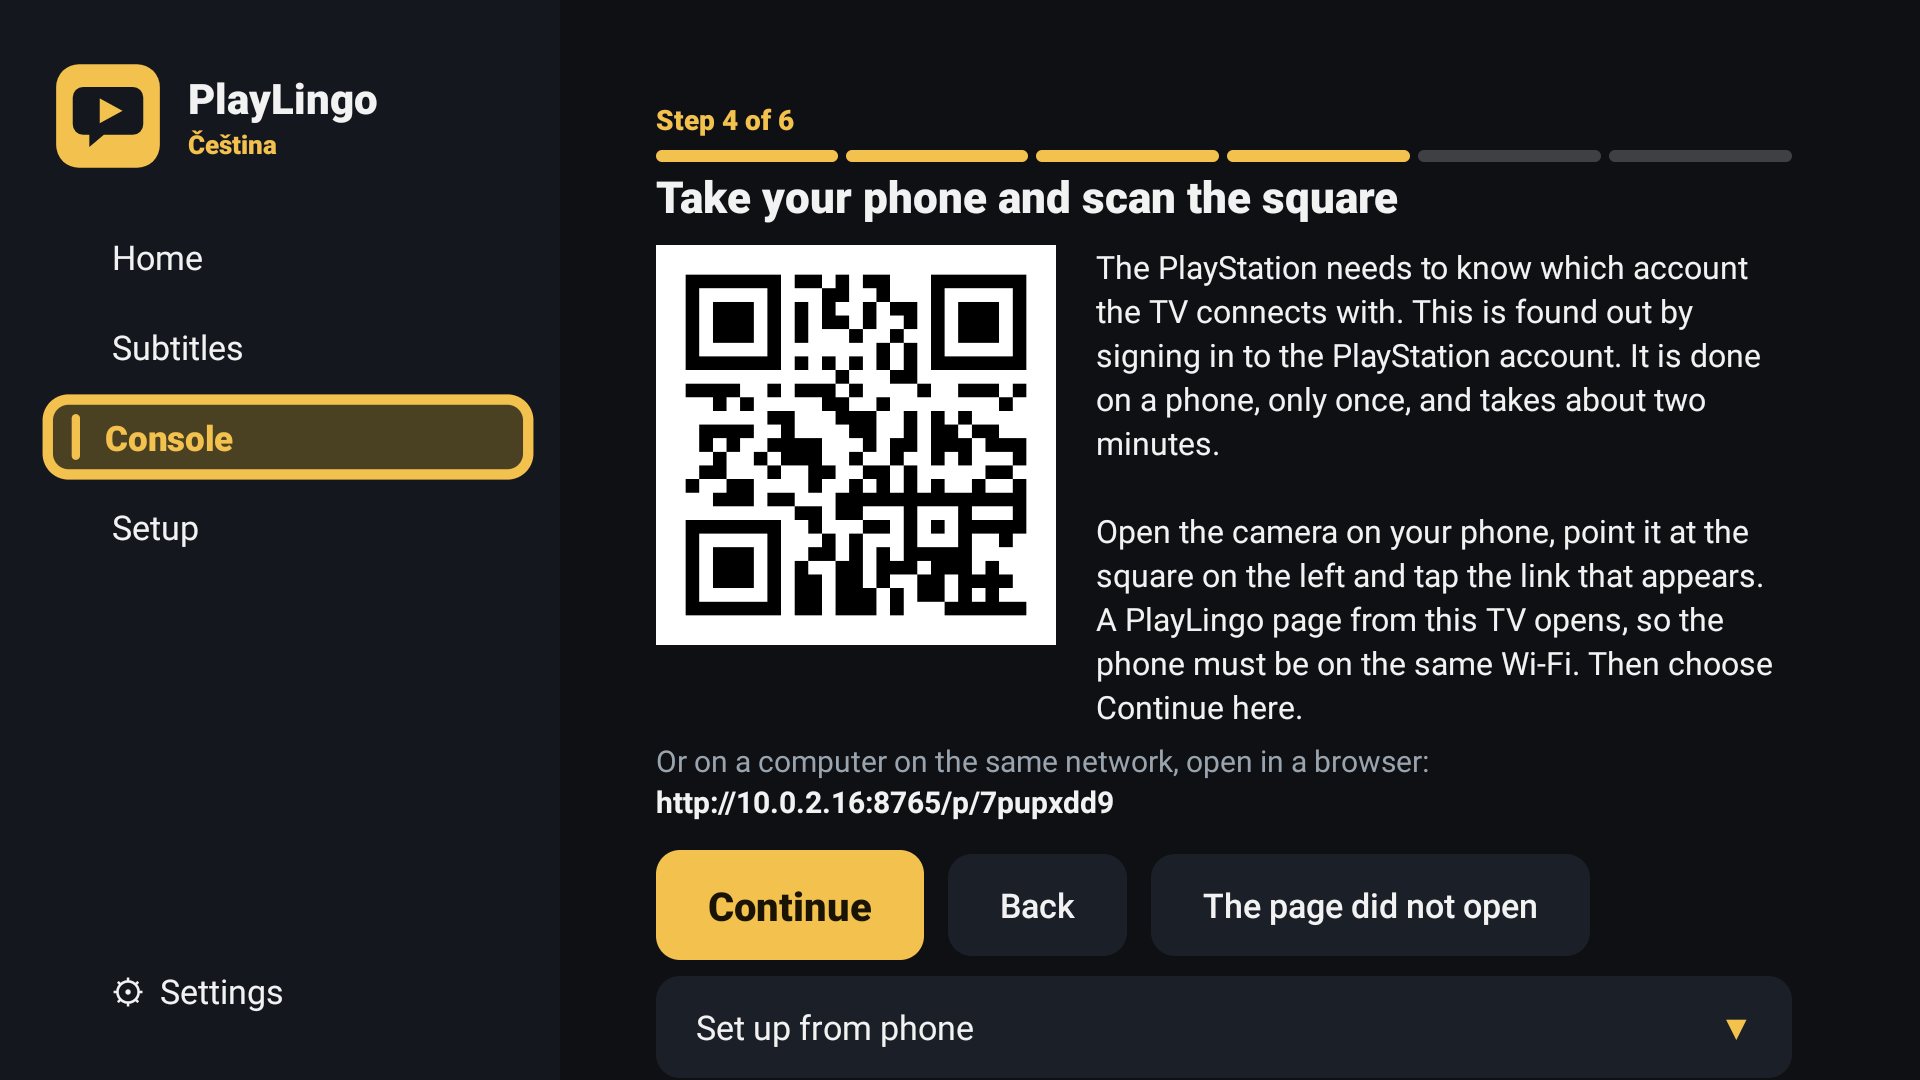 PlayLingo
Čeština
Home
Subtitles
Console
Setup
Settings
Step 4 of 6
Take your phone and scan the square
The PlayStation needs to know which account
the TV connects with. This is found out by
signing in to the PlayStation account. It is done
on a phone, only once, and takes about two
minutes.
Open the camera on your phone, point it at the
square on the left and tap the link that appears.
A PlayLingo page from this TV opens, so the
phone must be on the same Wi-Fi. Then choose
Continue here.
Or on a computer on the same network, open in a browser:
http://10.0.2.16:8765/p/7pupxdd9
Continue
Back
The page did not open
Set up from phone